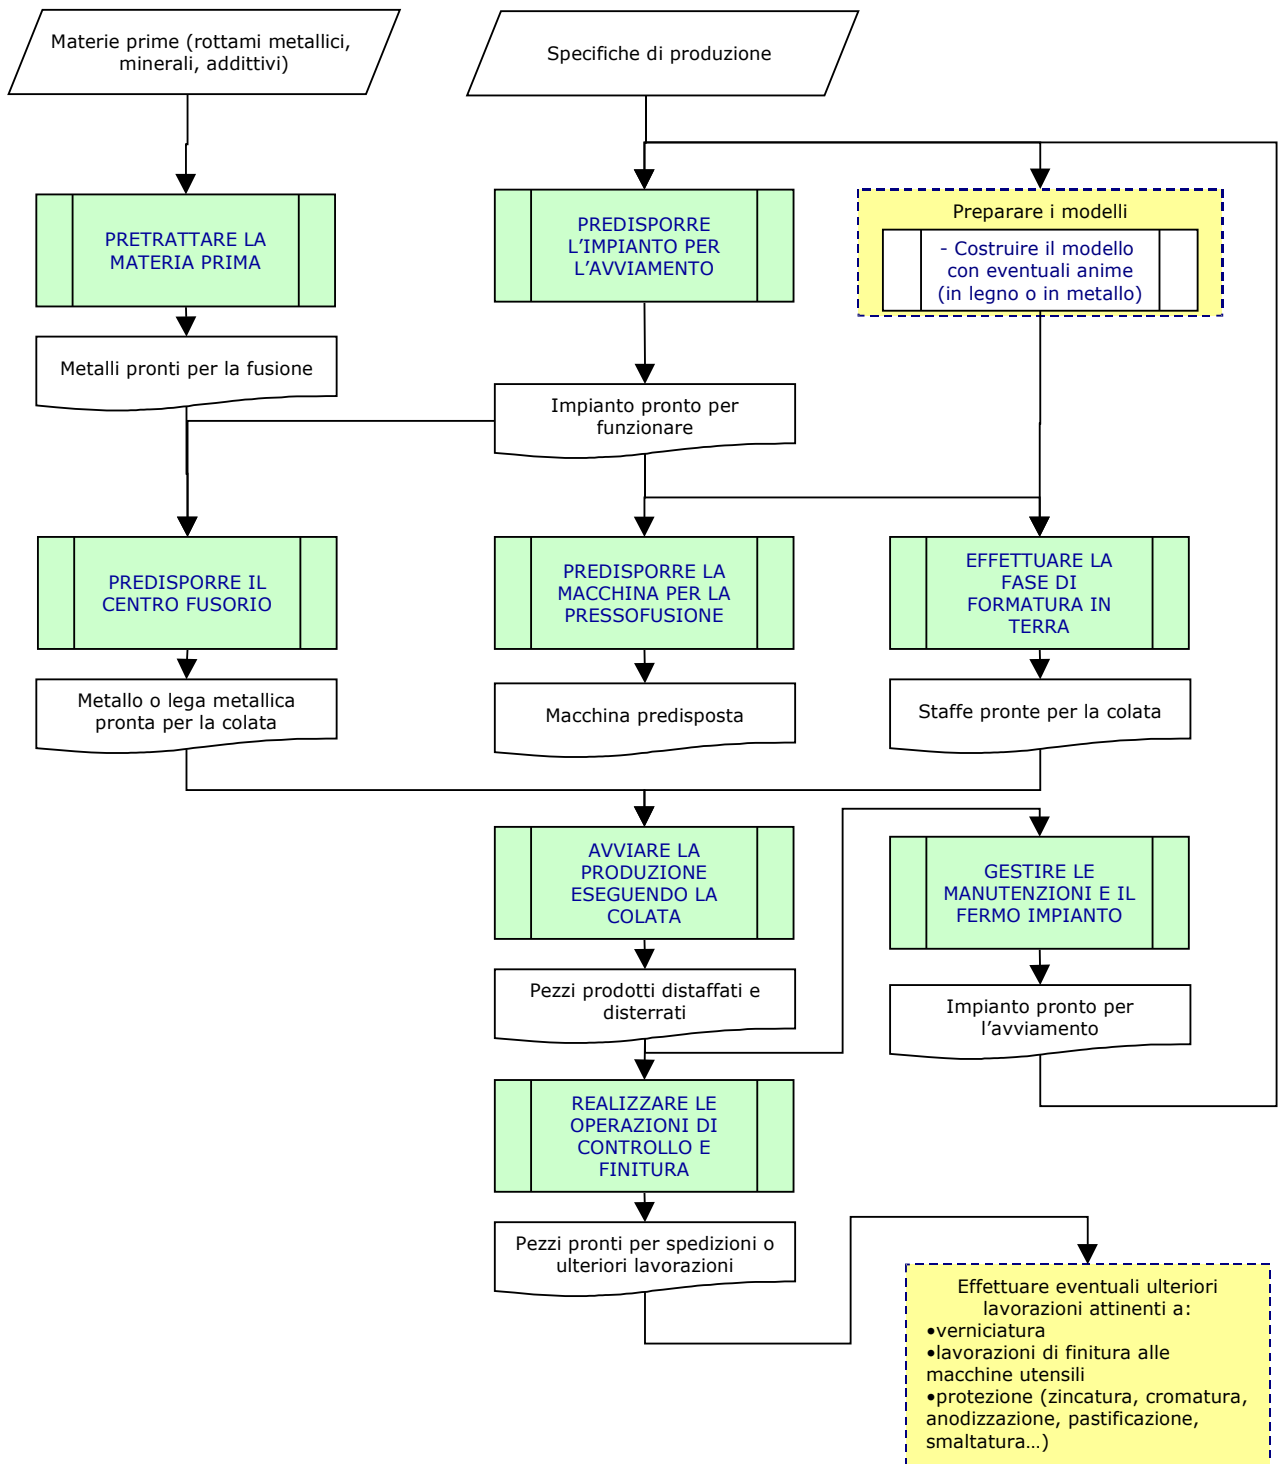 Materie prime (rottami metallici,
minerali, addittivi)
Specifiche di produzione
PRETRATTARE LA
MATERIA PRIMA
PREDISPORRE
L'IMPIANTO PER
L'AVVIAMENTO
Preparare i modelli
- Costruire il modello
con eventuali anime
(in legno o in metallo)
Metalli pronti per la fusione
Impianto pronto per
funzionare
PREDISPORRE IL
CENTRO FUSORIO
PREDISPORRE LA
MACCHINA PER LA
PRESSOFUSIONE
EFFETTUARE LA
FASE DI
FORMATURA IN
TERRA
Metallo o lega metallica
pronta per la colata
Macchina predisposta
Staffe pronte per la colata
AVVIARE LA
PRODUZIONE
ESEGUENDO LA
COLATA
GESTIRE LE
MANUTENZIONI E IL
FERMO IMPIANTO
Pezzi prodotti distaffati e
disterrati
Impianto pronto per
l'avviamento
REALIZZARE LE
OPERAZIONI DI
CONTROLLO E
FINITURA
Pezzi pronti per spedizioni o
ulteriori lavorazioni
Effettuare eventuali ulteriori
lavorazioni attinenti a:
•verniciatura
•lavorazioni di finitura alle
macchine utensili
•protezione (zincatura, cromatura,
anodizzazione, pastificazione,
smaltatura…)